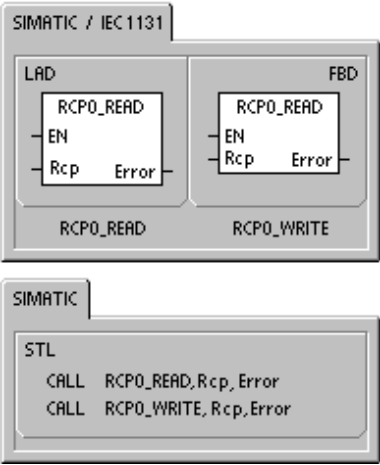 SIMATIC / IEC1131
LAD FBD
RCP0_READ RCP0_READ
EN EN
Rcp Error Rcp Error
RCP0_READ RCP0_WRITE
SIMATIC
STL
CALL RCP0_READ,Rcp, Error
CALL RCP0_WRITE, Rcp,Error